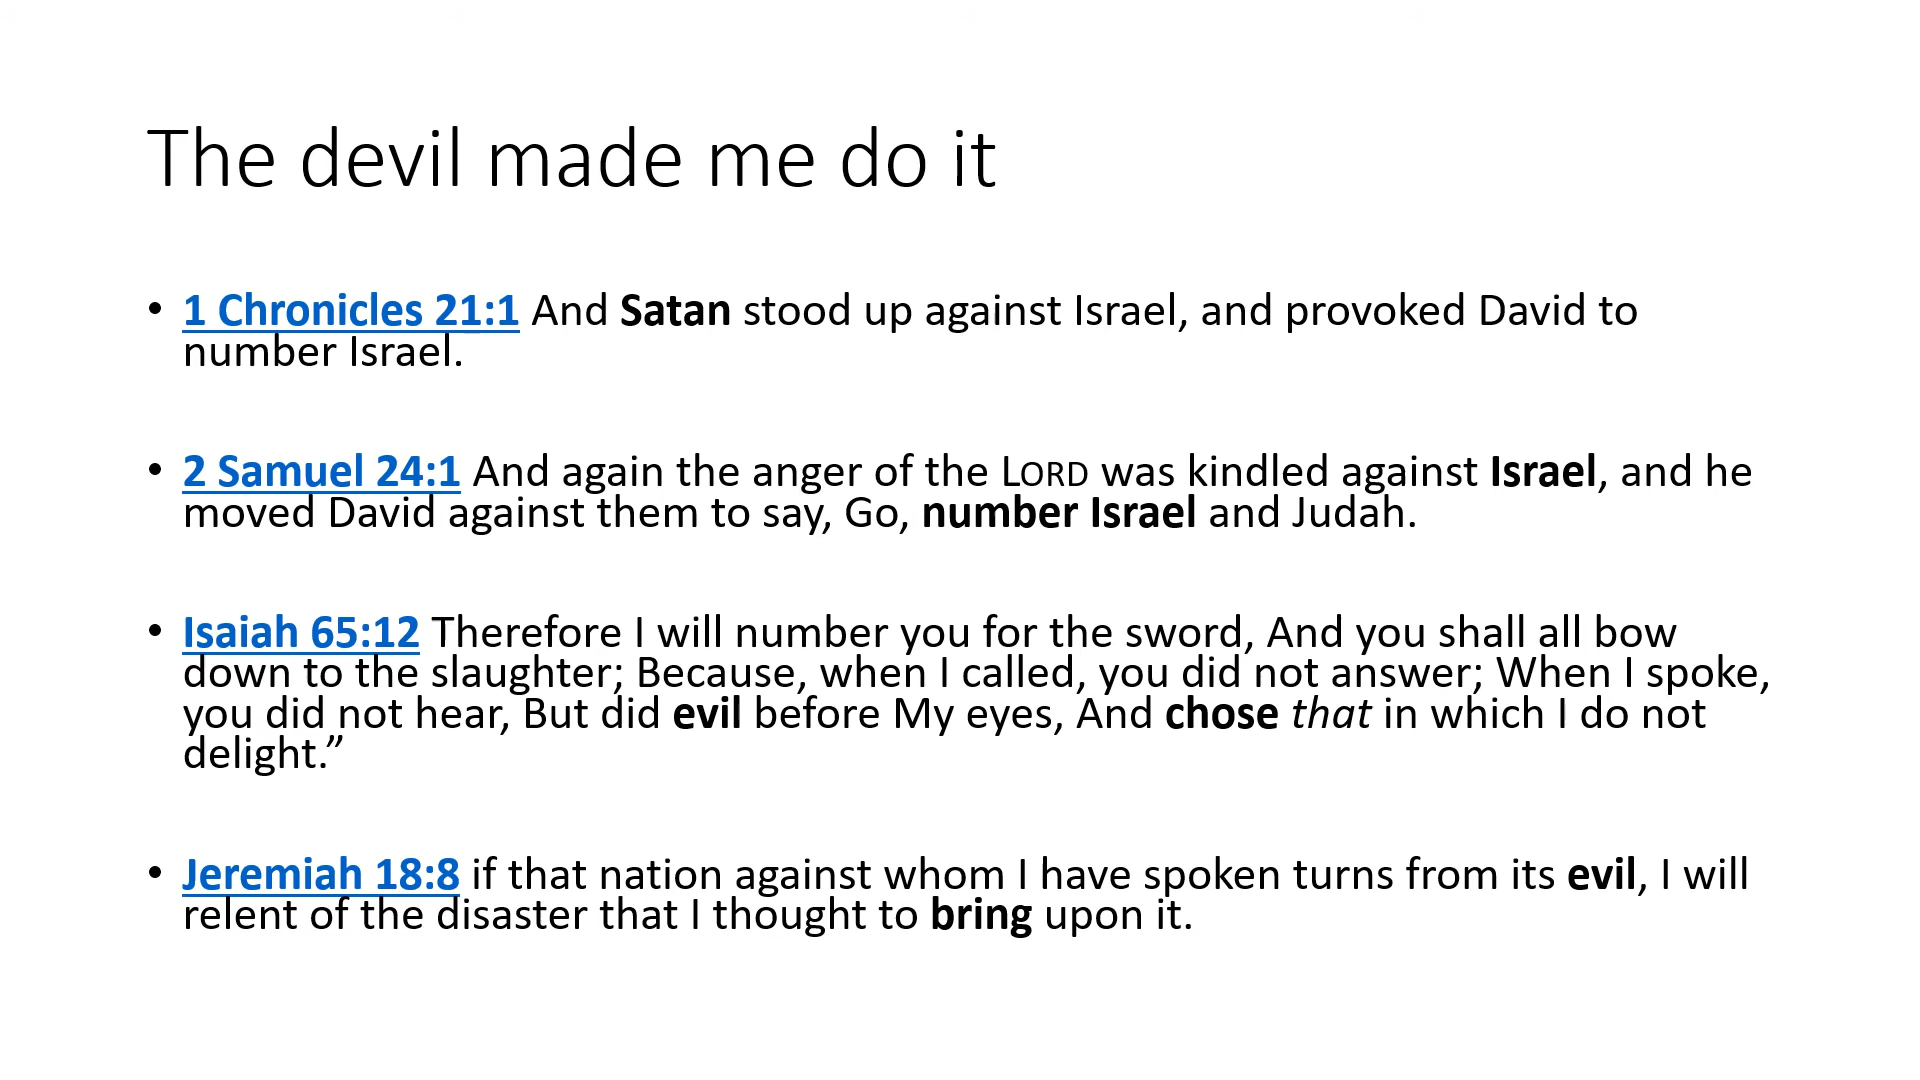 The devil made me do it
• 1 Chronicles 21:1 And Satan stood up against Israel, and provoked David to
number Israel.
• 2 Samuel 24:1 And again the anger of the LORD was kindled against Israel, and he
moved David against them to say, Go, number Israel and Judah.
• Isaiah 65:12 Therefore I will number you for the sword, And you shall all bow
down to the slaughter; Because, when I called, you did not answer; When I spoke,
you did not hear, But did evil before My eyes, And chose that in which I do not
delight.”
• Jeremiah 18:8 if that nation against whom I have spoken turns from its evil, I will
relent of the disaster that I thought to bring upon it.